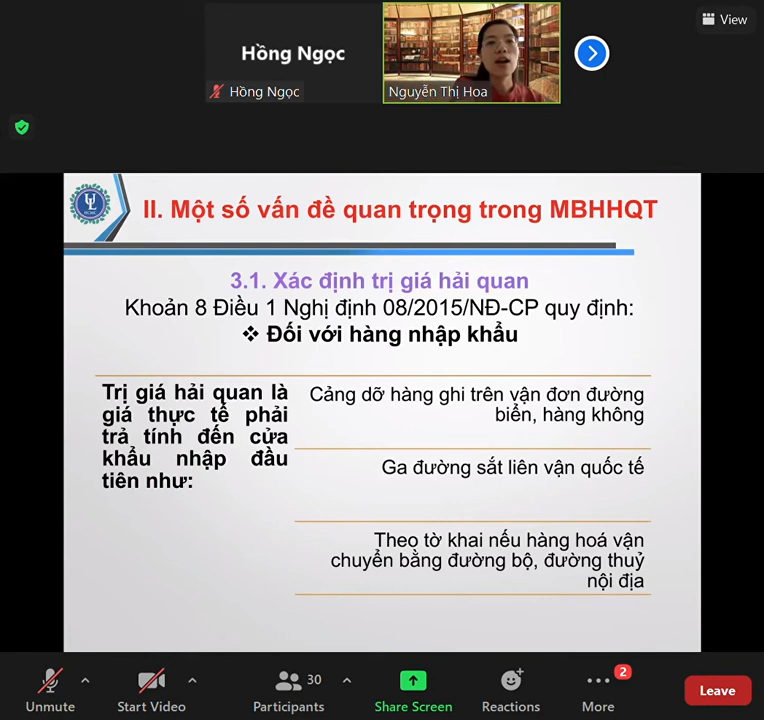 View
Hồng Ngọc
Hồng Ngọc
Nguyễn Thị Hoa
II. Một số vấn đề quan trọng trong MBHHQT
3.1. Xác định trị giá hải quan
Khoản 8 Điều 1 Nghị định 08/2015/NĐ-CP quy định:
❖ Đối với hàng nhập khẩu
Trị giá hải quan là
giá thực tế phải
trả tính đến cửa
khẩu nhập đầu
tiên như:
Cảng dỡ hàng ghi trên vận đơn đường
biển, hàng không
Ga đường sắt liên vận quốc tế
Theo tờ khai nếu hàng hoá vận
chuyển bằng đường bộ, đường thuỷ
nội địa
Unmute
Start Video
30
Participants
Share Screen
Reactions
2
More
Leave